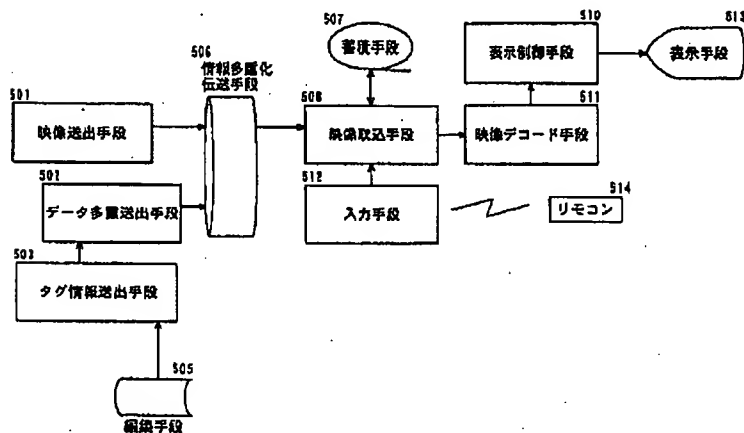 501
映像送出手段
502
データ多重送出手段
503
タグ情報送出手段
505
編集手段
506
情報多重化
伝送手段
507
蓄積手段
508
映像取込手段
512
入力手段
514
リモコン
510
表示制御手段
511
映像デコード手段
513
表示手段